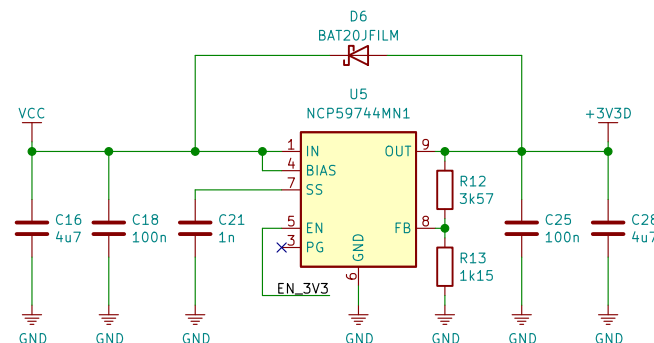 D6
BAT20JFILM
U5
NCP59744MN1
VCC
+3V3D
1 IN OUT 9
4 BIAS
7 SS
5 EN FB 8
3 PG
GND
6
R12
3k57
R13
1k15
C16
4u7
C18
100n
C21
1n
C25
100n
C28
4u7
EN_3V3
GND GND GND GND GND GND GND